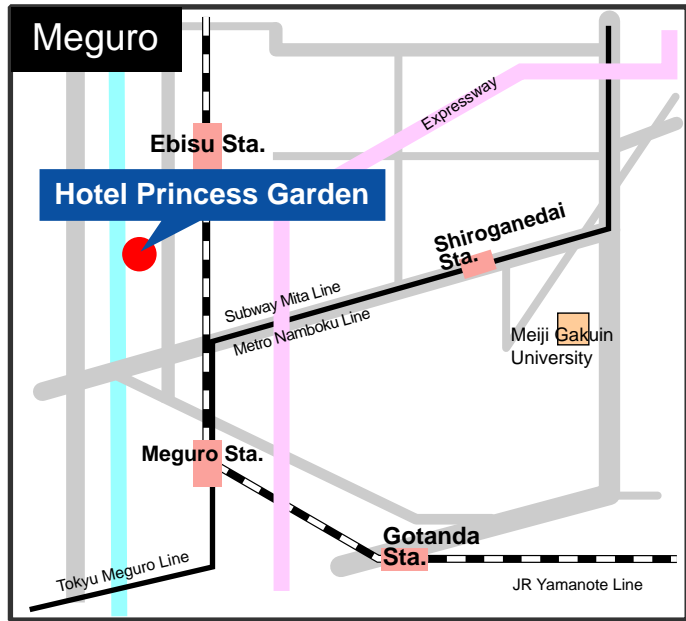 Meguro
Expressway
Ebisu Sta.
Hotel Princess Garden
Shiroganedai
Sta.
Subway Mita Line
Metro Namboku Line
Meiji Gakuin
University
Meguro Sta.
Gotanda
Sta.
Tokyu Meguro Line
JR Yamanote Line